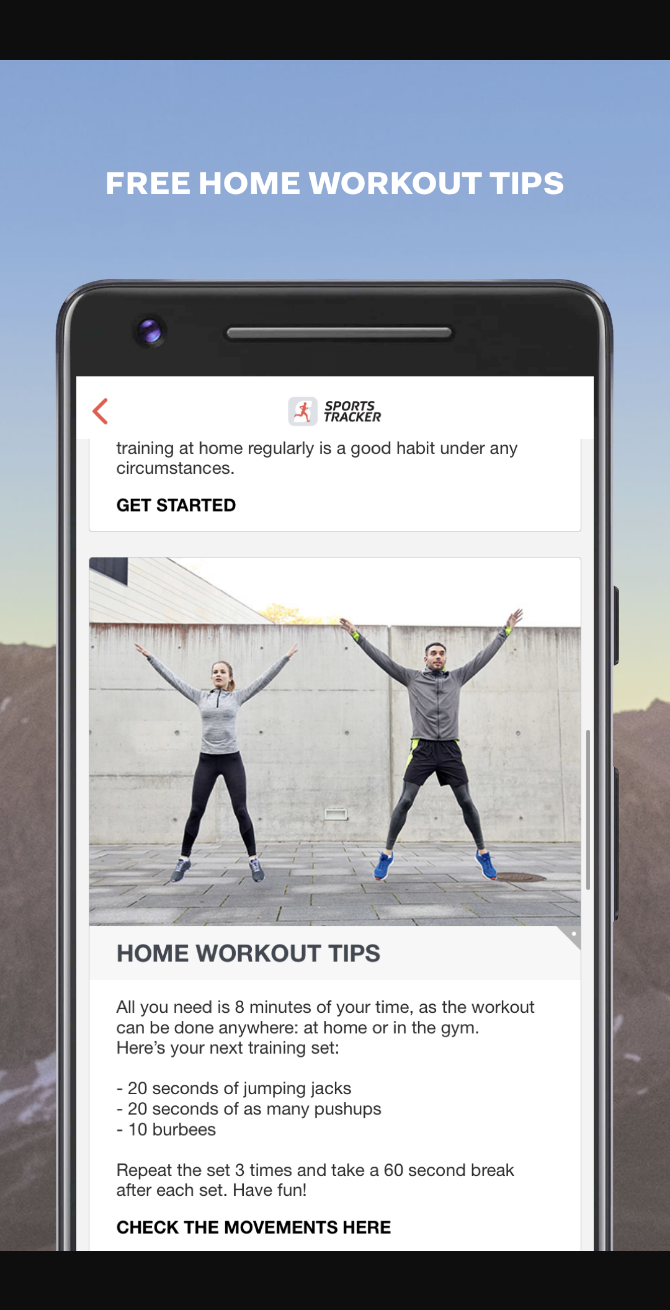 FREE HOME WORKOUT TIPS
SPORTS
TRACKER
training at home regularly is a good habit under any
circumstances.
GET STARTED
HOME WORKOUT TIPS
All you need is 8 minutes of your time, as the workout
can be done anywhere: at home or in the gym.
Here’s your next training set:
- 20 seconds of jumping jacks
- 20 seconds of as many pushups
- 10 burbees
Repeat the set 3 times and take a 60 second break
after each set. Have fun!
CHECK THE MOVEMENTS HERE